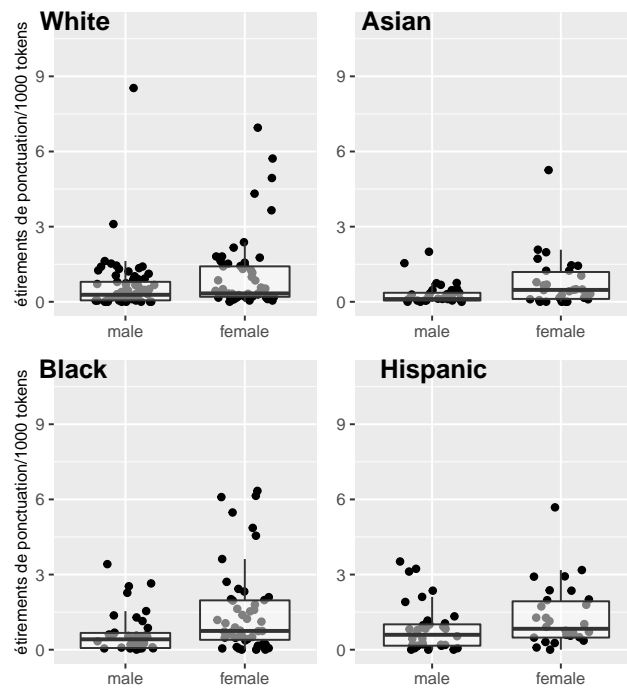 White
Asian
étirements de ponctuation/1000 tokens
9
6
3
0
male
female
9
6
3
0
male
female
Black
Hispanic
étirements de ponctuation/1000 tokens
9
6
3
0
male
female
9
6
3
0
male
female